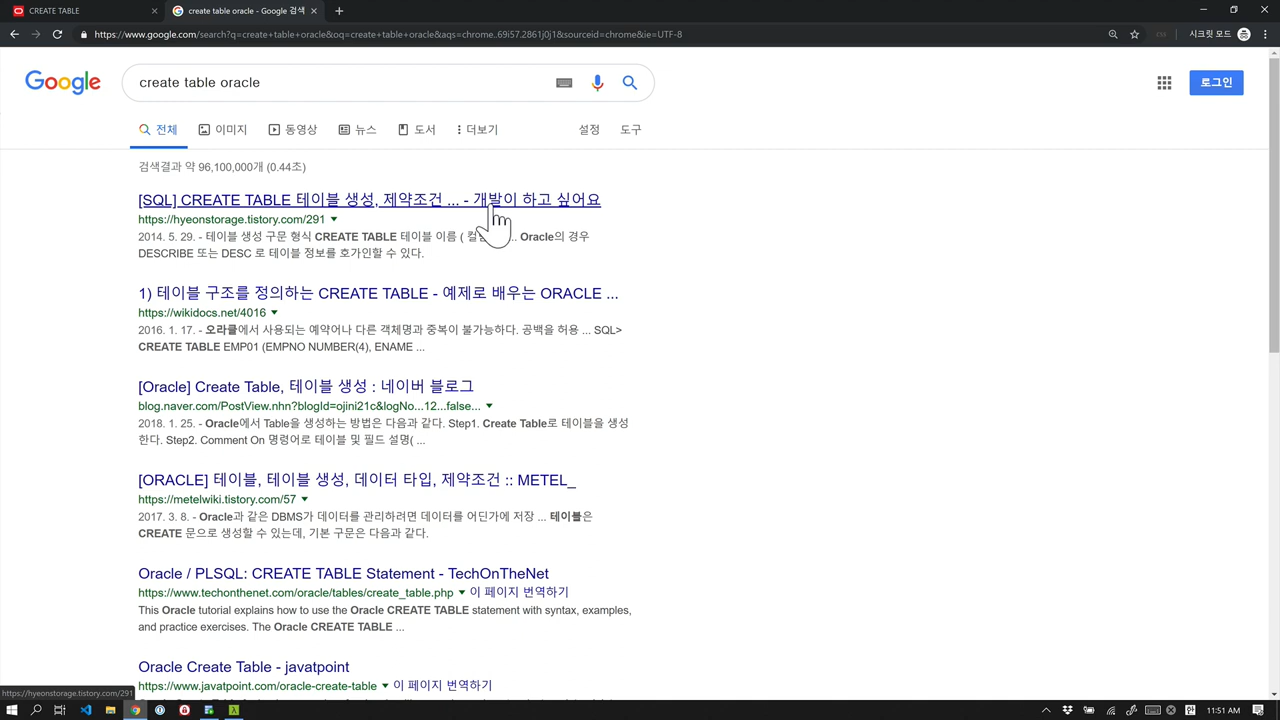 CREATE TABLE
create table oracle - Google 검색
https://www.google.com/search?q=create+table+oracle&oq=create+table+oracle&aqs=chrome..69i57.2861j0j1&sourceid=chrome&ie=UTF-8
시크릿 모드
Google
create table oracle
로그인
전체 이미지 동영상 뉴스 도서 더보기 설정 도구
검색결과 약 96,100,000개 (0.44초)
[SQL] CREATE TABLE 테이블 생성, 제약조건 ... - 개발이 하고 싶어요
https://hyeonstorage.tistory.com/291
2014. 5. 29. - 테이블 생성 구문 형식 CREATE TABLE 테이블 이름 ( ... Oracle의 경우
DESCRIBE 또는 DESC 로 테이블 정보를 호가인할 수 있다.
1) 테이블 구조를 정의하는 CREATE TABLE - 예제로 배우는 ORACLE ...
https://wikidocs.net/4016
2016. 1. 17. - 오라클에서 사용되는 예약어나 다른 객체명과 중복이 불가능하다. 공백을 허용 ... SQL>
CREATE TABLE EMP01 (EMPNO NUMBER(4), ENAME ...
[Oracle] Create Table, 테이블 생성 : 네이버 블로그
blog.naver.com/PostView.nhn?blogId=ojini21c&logNo...12...false...
2018. 1. 25. - Oracle에서 Table을 생성하는 방법은 다음과 같다. Step1. Create Table로 테이블을 생성
한다. Step2. Comment On 명령어로 테이블 및 필드 설명( ...
[ORACLE] 테이블, 테이블 생성, 데이터 타입, 제약조건 :: METEL_
https://metelwiki.tistory.com/57
2017. 3. 8. - Oracle과 같은 DBMS가 데이터를 관리하려면 데이터를 어딘가에 저장 ... 테이블은
CREATE 문으로 생성할 수 있는데, 기본 구문은 다음과 같다.
Oracle / PLSQL: CREATE TABLE Statement - TechOnTheNet
https://www.techonthenet.com/oracle/tables/create_table.php 이 페이지 번역하기
This Oracle tutorial explains how to use the Oracle CREATE TABLE statement with syntax, examples,
and practice exercises. The Oracle CREATE TABLE ...
Oracle Create Table - javatpoint
https://www.javatpoint.com/oracle-create-table 이 페이지 번역하기
https://hyeonstorage.tistory.com/291
11:51 AM